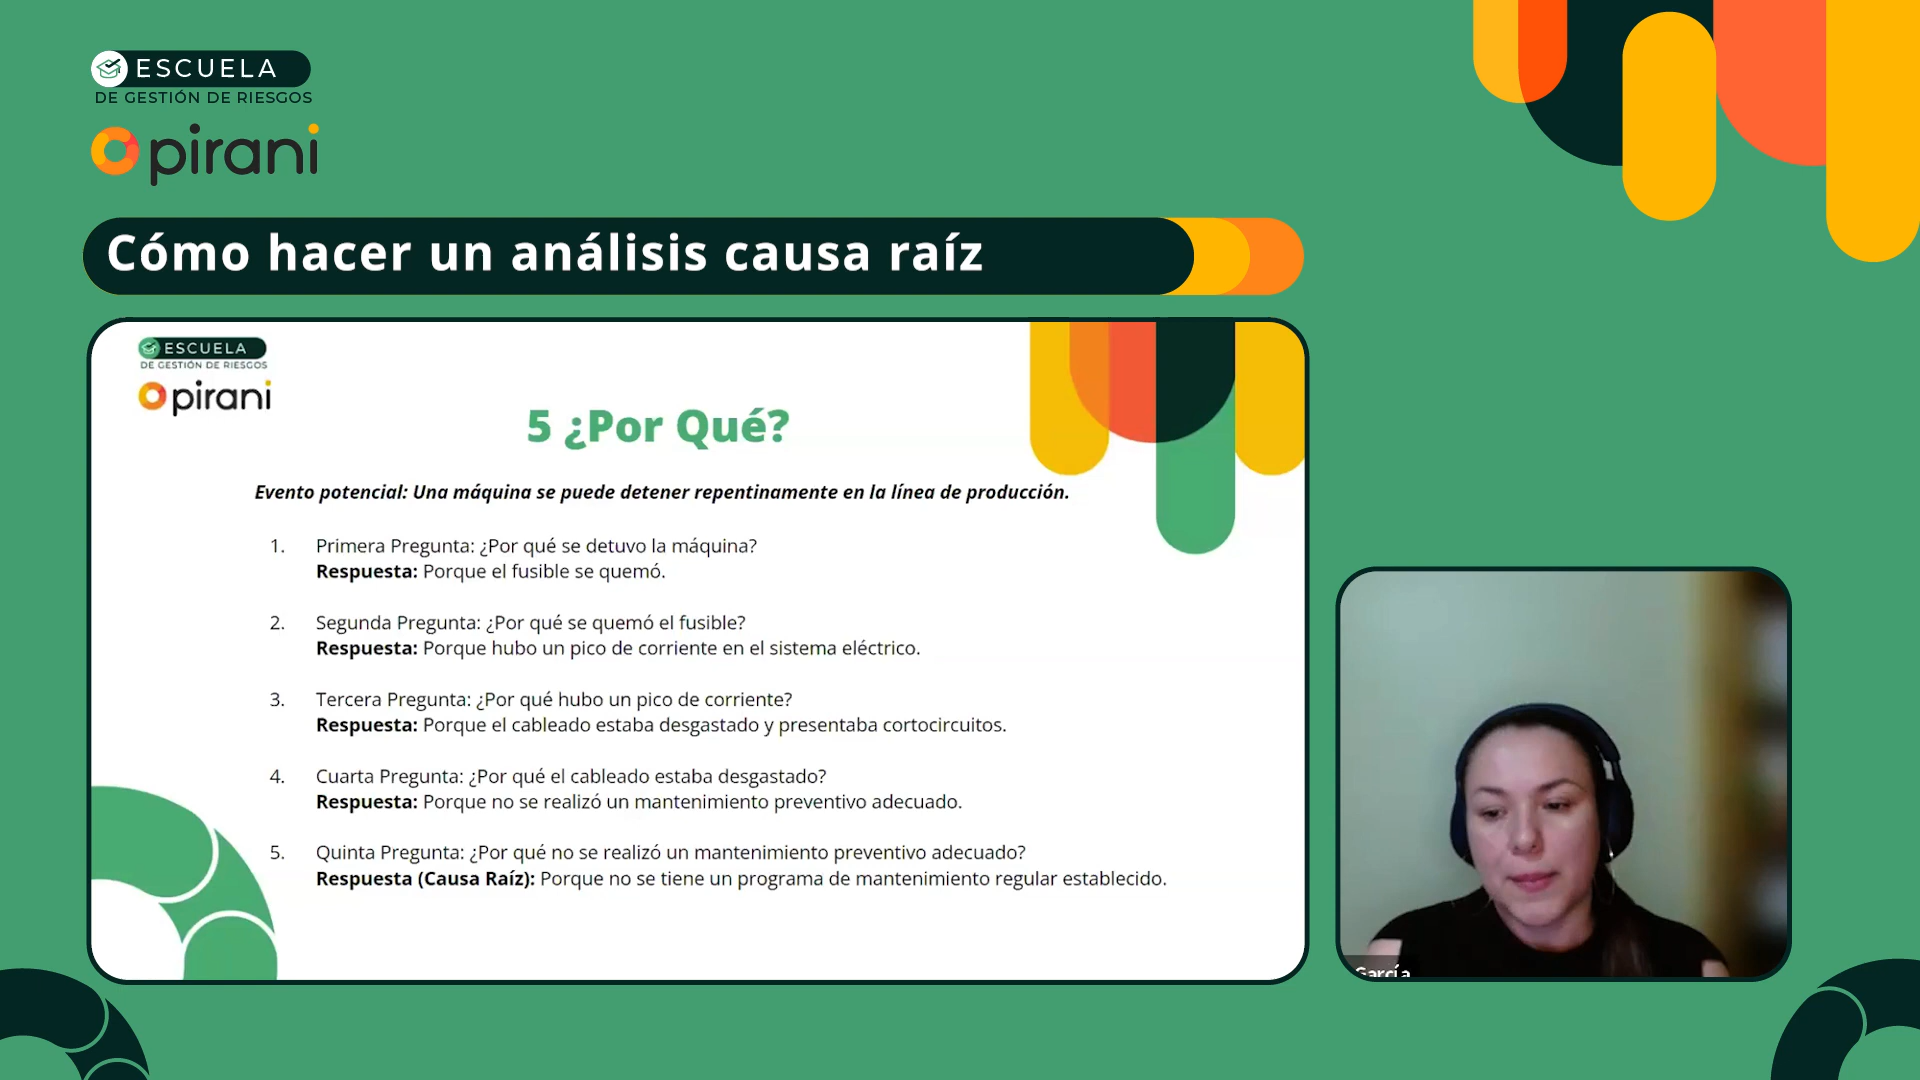 ESCUELA
DE GESTIÓN DE RIESGOS
pirani
Cómo hacer un análisis causa raíz
ESCUELA
DE GESTIÓN DE RIESGOS
pirani
5 ¿Por Qué?
Evento potencial: Una máquina se puede detener repentinamente en la línea de producción.
1. Primera Pregunta: ¿Por qué se detuvo la máquina?
Respuesta: Porque el fusible se quemó.
2. Segunda Pregunta: ¿Por qué se quemó el fusible?
Respuesta: Porque hubo un pico de corriente en el sistema eléctrico.
3. Tercera Pregunta: ¿Por qué hubo un pico de corriente?
Respuesta: Porque el cableado estaba desgastado y presentaba cortocircuitos.
4. Cuarta Pregunta: ¿Por qué el cableado estaba desgastado?
Respuesta: Porque no se realizó un mantenimiento preventivo adecuado.
5. Quinta Pregunta: ¿Por qué no se realizó un mantenimiento preventivo adecuado?
Respuesta (Causa Raíz): Porque no se tiene un programa de mantenimiento regular establecido.
García